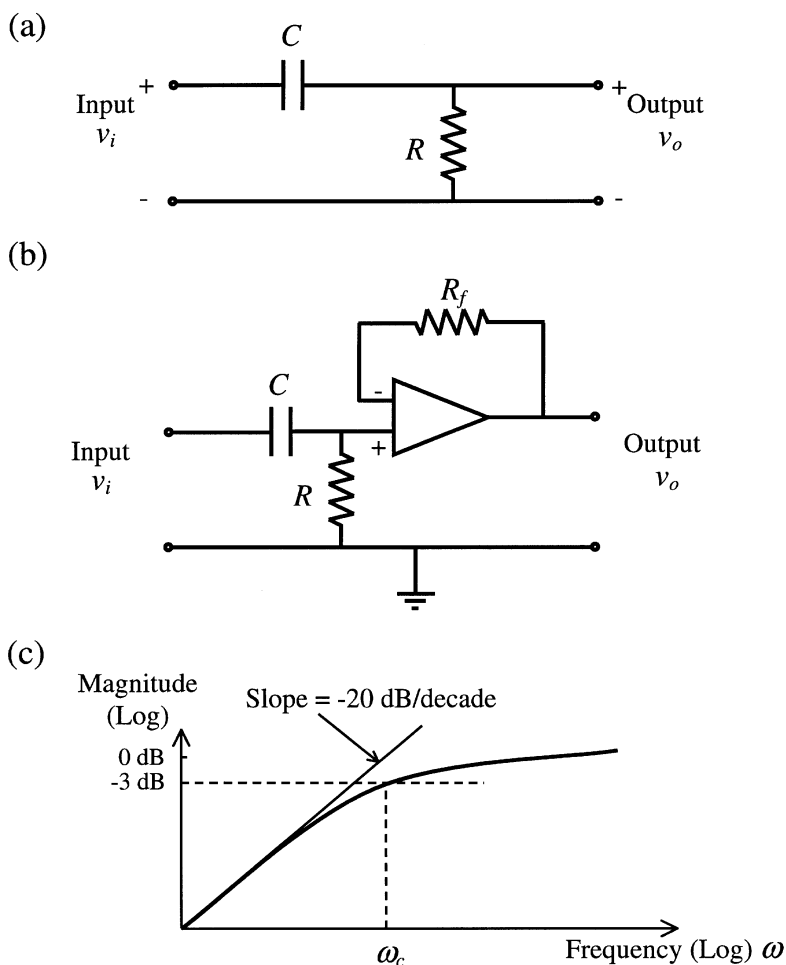 (a)
C
+
+
Input
Output
v_i
R
v_o
-
-
(b)
R_f
C
-
+
Input
Output
v_i
R
v_o
(c)
Magnitude
(Log)
Slope = -20 dB/decade
0 dB
-3 dB
ω_c
Frequency (Log) ω